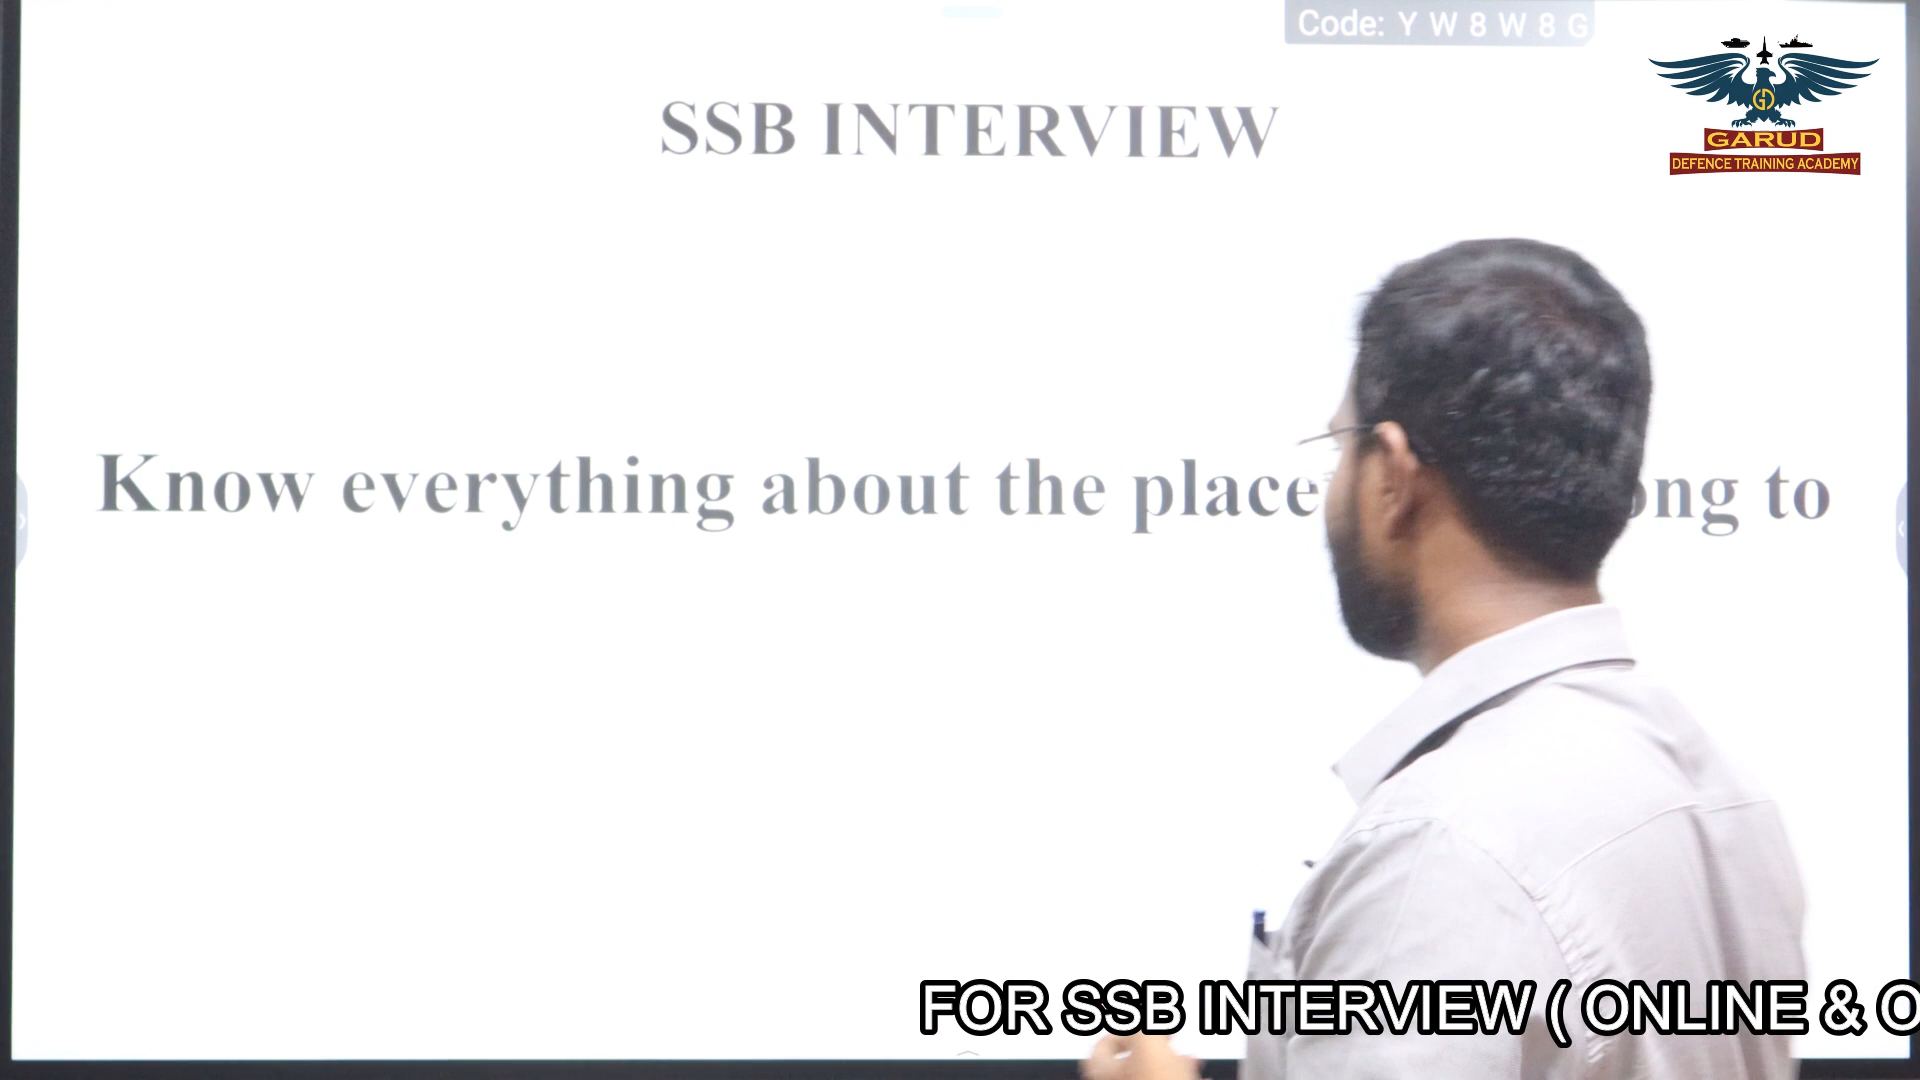 Code: Y W 8 W 8 G
GARUD
DEFENCE TRAINING ACADEMY
SSB INTERVIEW
Know everything about the place ong to
FOR SSB INTERVIEW ( ONLINE & O